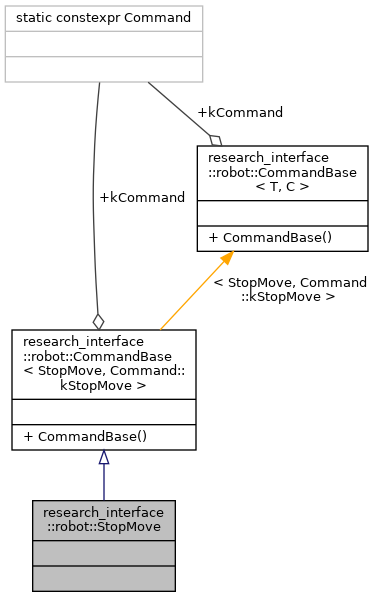 static constexpr Command
+kCommand
research_interface
::robot::CommandBase
< T, C >
+ CommandBase()
+kCommand
< StopMove, Command
::kStopMove >
research_interface
::robot::CommandBase
< StopMove, Command::
kStopMove >
+ CommandBase()
research_interface
::robot::StopMove